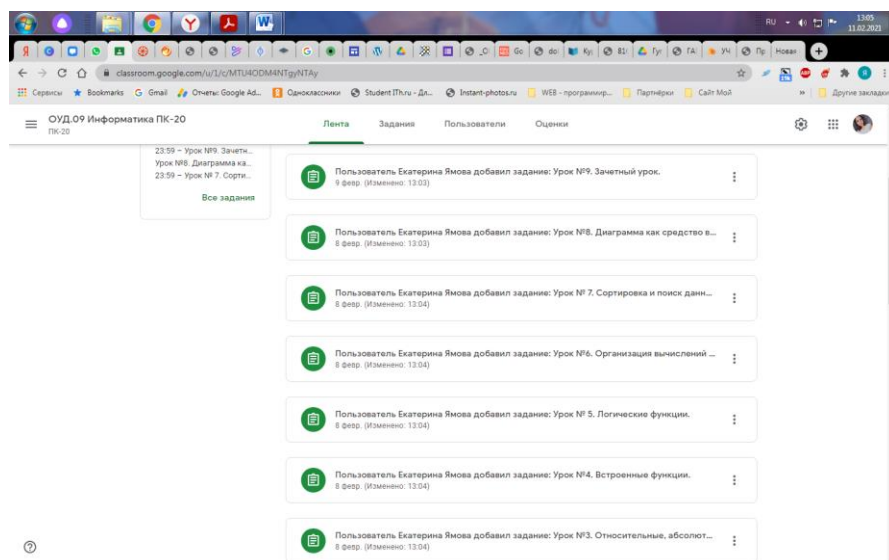 RU
13:05
11.02.2021
Новая
classroom.google.com/u/1/c/MTU4ODM4NTgyNTAy
Сервисы Bookmarks Gmail Отчеты: Google Ad... Одноклассники Student ITh.ru - Дл... Instant-photos.ru WEB - программир... Партнёрки Сайт Мой » Другие закладки
ОУД.09 Информатика ПК-20
ПК-20
Лента Задания Пользователи Оценки
23:59 – Урок №9. Зачетн...
Урок №8. Диаграмма ка...
23:59 – Урок № 7. Сорти...
Все задания
Пользователь Екатерина Ямова добавил задание: Урок №9. Зачетный урок.
9 февр. (Изменено: 13:03)
Пользователь Екатерина Ямова добавил задание: Урок №8. Диаграмма как средство в...
8 февр. (Изменено: 13:03)
Пользователь Екатерина Ямова добавил задание: Урок № 7. Сортировка и поиск данн...
8 февр. (Изменено: 13:04)
Пользователь Екатерина Ямова добавил задание: Урок №6. Организация вычислений ...
8 февр. (Изменено: 13:04)
Пользователь Екатерина Ямова добавил задание: Урок № 5. Логические функции.
8 февр. (Изменено: 13:04)
Пользователь Екатерина Ямова добавил задание: Урок №4. Встроенные функции.
8 февр. (Изменено: 13:04)
Пользователь Екатерина Ямова добавил задание: Урок №3. Относительные, абсолют...
8 февр. (Изменено: 13:04)